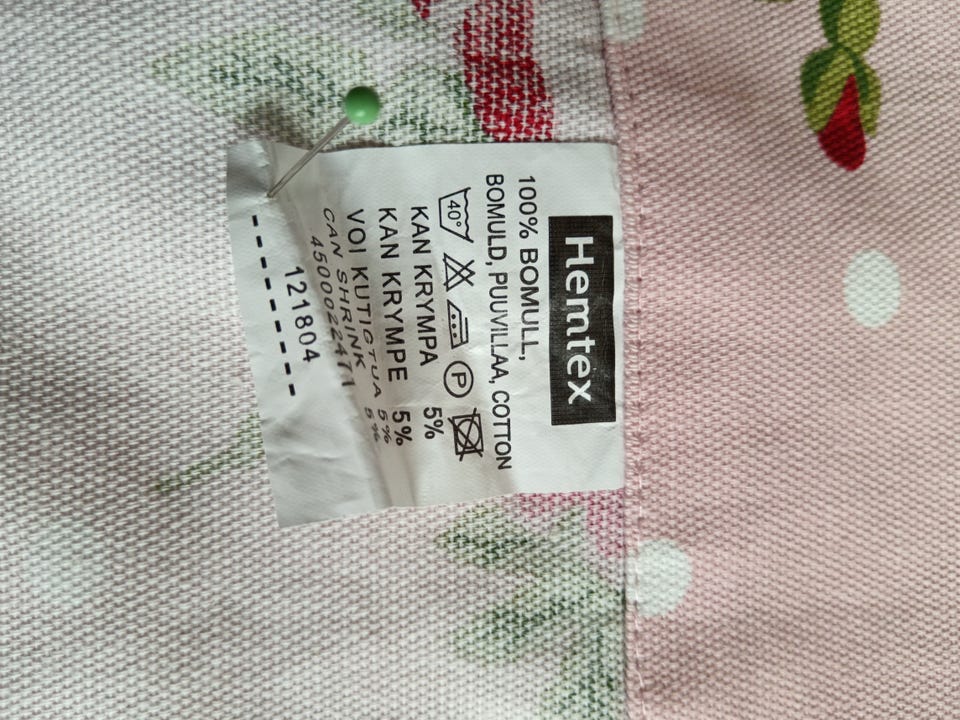 Hemtex
100% BOMULL,
BOMULD, PUUVILLAA, COTTON
40° P
KAN KRYMPA 5%
KAN KRYMPE 5%
VOI KUTISTUA 5%
CAN SHRINK 5%
4500022471
121804